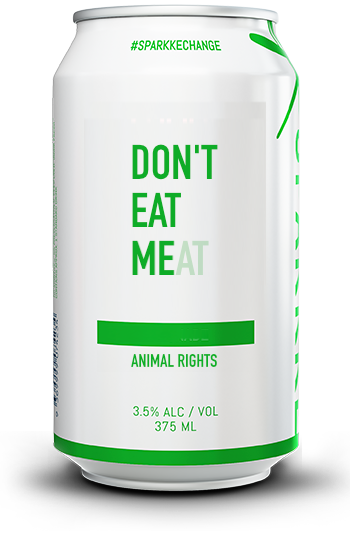 #SPARKKECHANGE
DON'T
EAT
MEAT
ANIMAL RIGHTS
3.5% ALC / VOL
375 ML